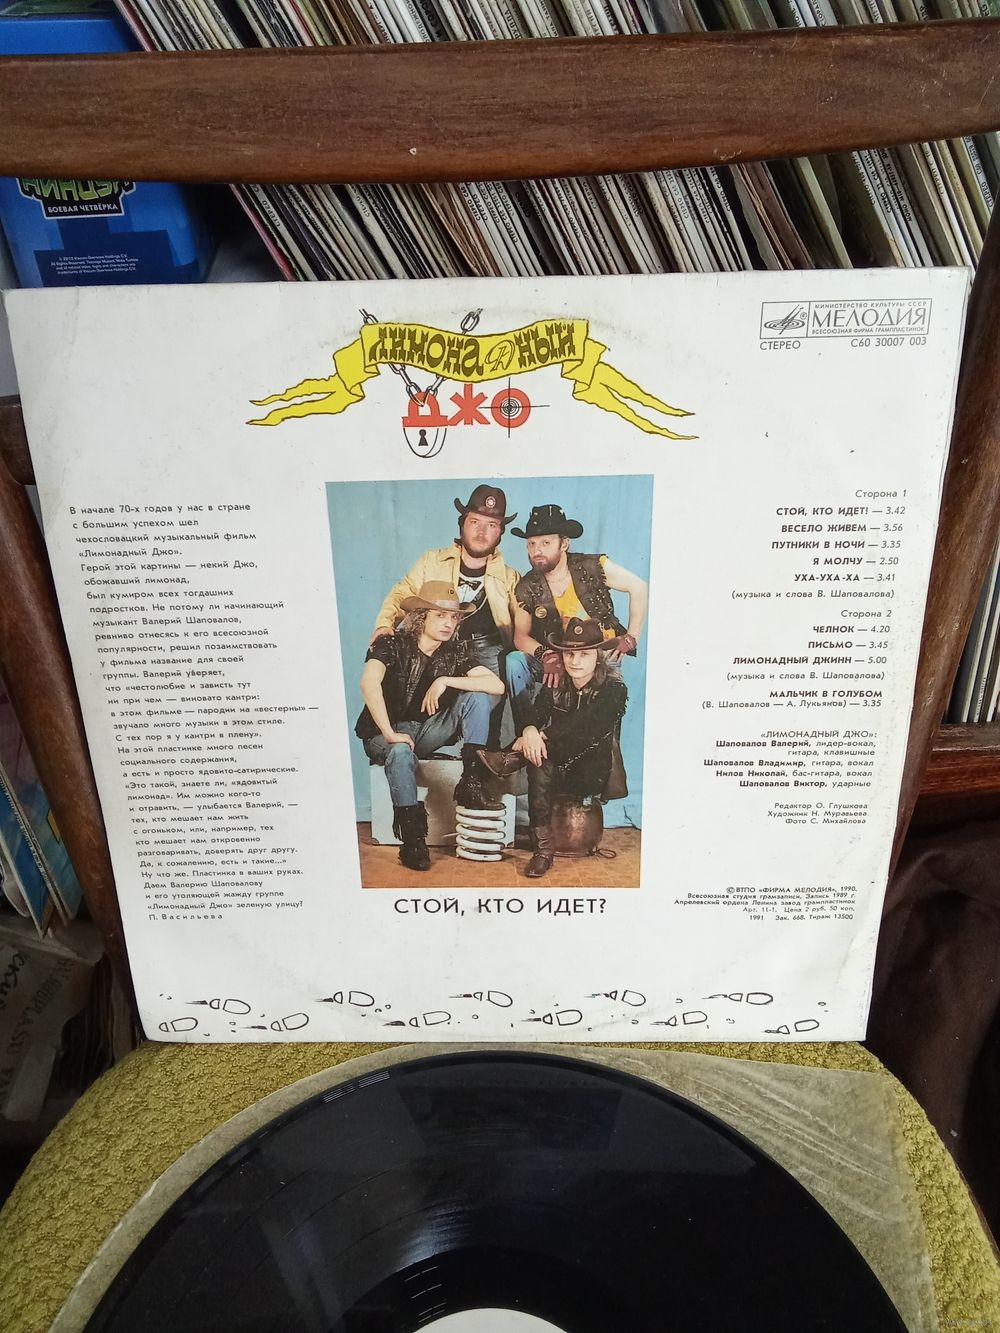 БОЕВАЯ ЧЕТВЁРКА
ЛИМОНАДНЫЙ
ДЖО
МИНИСТЕРСТВО КУЛЬТУРЫ СССР
МЕЛОДИЯ
ВСЕСОЮЗНАЯ ФИРМА ГРАМПЛАСТИНОК
СТЕРЕО С60 30007 003
В начале 70-х годов у нас в стране
с большим успехом шел
чехословацкий музыкальный фильм
«Лимонадный Джо».
Герой этой картины — некий Джо,
обожавший лимонад,
был кумиром всех тогдашних
подростков. Не потому ли начинающий
музыкант Валерий Шаповалов,
ревниво отнесясь к его всесоюзной
популярности, решил позаимствовать
у фильма название для своей
группы. Валерий уверяет,
что «честолюбие и зависть тут
ни при чем — виновато кантри:
в этом фильме — пародии на «вестерны» —
звучало много музыки в этом стиле.
С тех пор я у кантри в плену».
На этой пластинке много песен
социального содержания,
а есть и просто ядовито-сатирические.
«Это такой, знаете ли, «ядовитый
лимонад». Им можно кого-то
и отравить, — улыбается Валерий, —
тех, кто мешает нам жить
с огоньком, или, например, тех
кто мешает нам откровенно
разговаривать, доверять друг другу.
Да, к сожалению, есть и такие...»
Ну что же. Пластинка в ваших руках.
Даем Валерию Шаповалову
и его утоляющей жажду группе
«Лимонадный Джо» зеленую улицу?
П. Васильева
СТОЙ, КТО ИДЕТ?
Сторона 1
СТОЙ, КТО ИДЕТ! — 3.42
ВЕСЕЛО ЖИВЕМ — 3.56
ПУТНИКИ В НОЧИ — 3.35
Я МОЛЧУ — 2.50
УХА-УХА-ХА — 3.41
(музыка и слова В. Шаповалова)
Сторона 2
ЧЕЛНОК — 4.20
ПИСЬМО — 3.45
ЛИМОНАДНЫЙ ДЖИНН — 5.00
(музыка и слова В. Шаповалова)
МАЛЬЧИК В ГОЛУБОМ
(В. Шаповалов — А. Лукьянов) — 3.35
«ЛИМОНАДНЫЙ ДЖО»:
Шаповалов Валерий, лидер-вокал,
гитара, клавишные
Шаповалов Владимир, гитара, вокал
Нилов Николай, бас-гитара, вокал
Шаповалов Виктор, ударные
Редактор О. Глушкова
Художник Н. Муравьева
Фото С. Михайлова
© ВТПО «ФИРМА МЕЛОДИЯ», 1990.
Всесоюзная студия грамзаписи. Запись 1989 г.
Апрелевский ордена Ленина завод грампластинок
Арт. 11-1. Цена 2 руб. 50 коп.
1991 Зак. 668. Тираж 13500